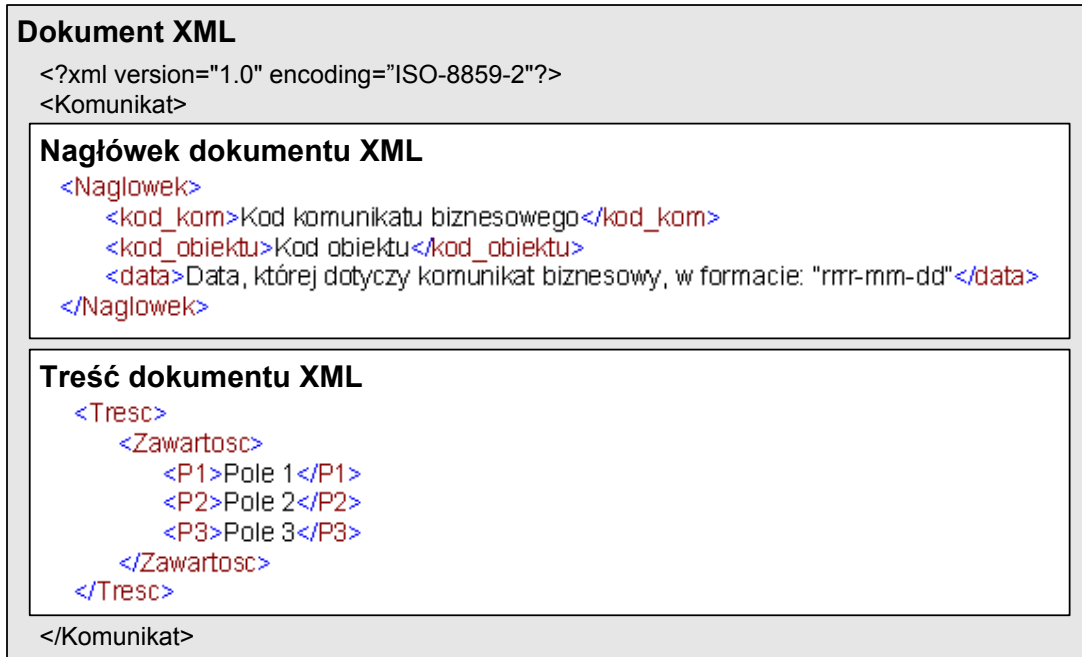 Dokument XML
<?xml version="1.0" encoding=”ISO-8859-2"?>
<Komunikat>
Nagłówek dokumentu XML
<Naglowek>
<kod_kom>Kod komunikatu biznesowego</kod_kom>
<kod_obiektu>Kod obiektu</kod_obiektu>
<data>Data, której dotyczy komunikat biznesowy, w formacie: "rrrr-mm-dd"</data>
</Naglowek>
Treść dokumentu XML
<Tresc>
<Zawartosc>
<P1>Pole 1</P1>
<P2>Pole 2</P2>
<P3>Pole 3</P3>
</Zawartosc>
</Tresc>
</Komunikat>